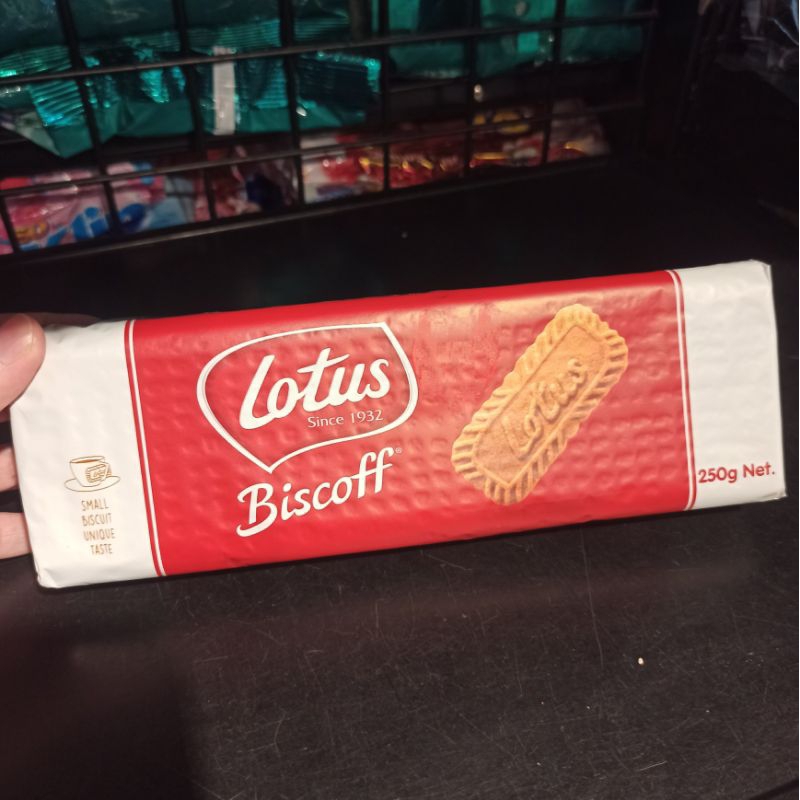 Lotus
Since 1932
Biscoff®
Lotus
SMALL
BISCUIT
UNIQUE
TASTE
250g Net.